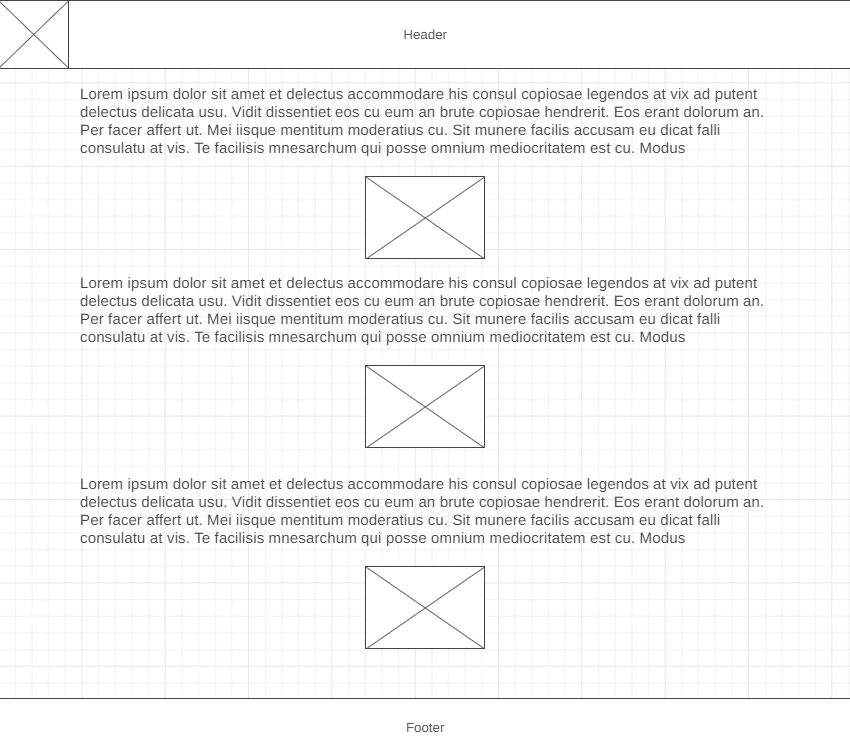 Header
Lorem ipsum dolor sit amet et delectus accommodare his consul copiosae legendos at vix ad putent
delectus delicata usu. Vidit dissentiet eos cu eum an brute copiosae hendrerit. Eos erant dolorum an.
Per facer affert ut. Mei iisque mentitum moderatius cu. Sit munere facilis accusam eu dicat falli
consulatu at vis. Te facilisis mnesarchum qui posse omnium mediocritatem est cu. Modus
Lorem ipsum dolor sit amet et delectus accommodare his consul copiosae legendos at vix ad putent
delectus delicata usu. Vidit dissentiet eos cu eum an brute copiosae hendrerit. Eos erant dolorum an.
Per facer affert ut. Mei iisque mentitum moderatius cu. Sit munere facilis accusam eu dicat falli
consulatu at vis. Te facilisis mnesarchum qui posse omnium mediocritatem est cu. Modus
Lorem ipsum dolor sit amet et delectus accommodare his consul copiosae legendos at vix ad putent
delectus delicata usu. Vidit dissentiet eos cu eum an brute copiosae hendrerit. Eos erant dolorum an.
Per facer affert ut. Mei iisque mentitum moderatius cu. Sit munere facilis accusam eu dicat falli
consulatu at vis. Te facilisis mnesarchum qui posse omnium mediocritatem est cu. Modus
Footer